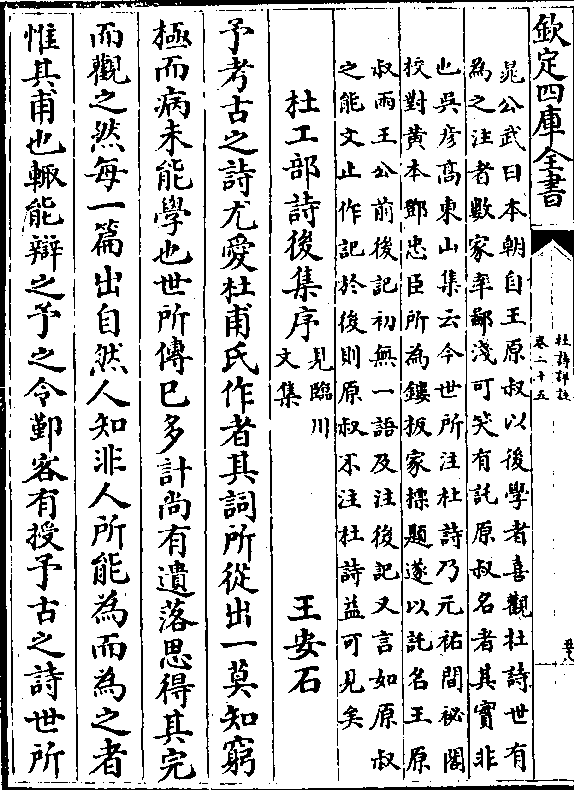 欽定四庫全書
杜詩詳註
卷二十五
晁公武曰本朝自王原叔以後學者喜觀杜詩世有
為之注者數家率鄙淺可笑有託原叔名者其實非
也吳彥高東山集云今世所注杜詩乃元祐間祕閣
校對黃本鄧忠臣所為鏤板家標題遂以託名王原
叔兩王公前後記初無一語及注後記又言如原叔
之能文止作記於後則原叔不注杜詩益可見矣
杜工部詩後集序見臨川文集 王安石
予考古之詩尤愛杜甫氏作者其詞所從出一莫知窮
極而病未能學也世所傳已多計尚有遺落思得其完
而觀之然每一篇出自然人知非人所能為而為之者
惟其甫也輙能辯之予之令鄞客有授予古之詩世所